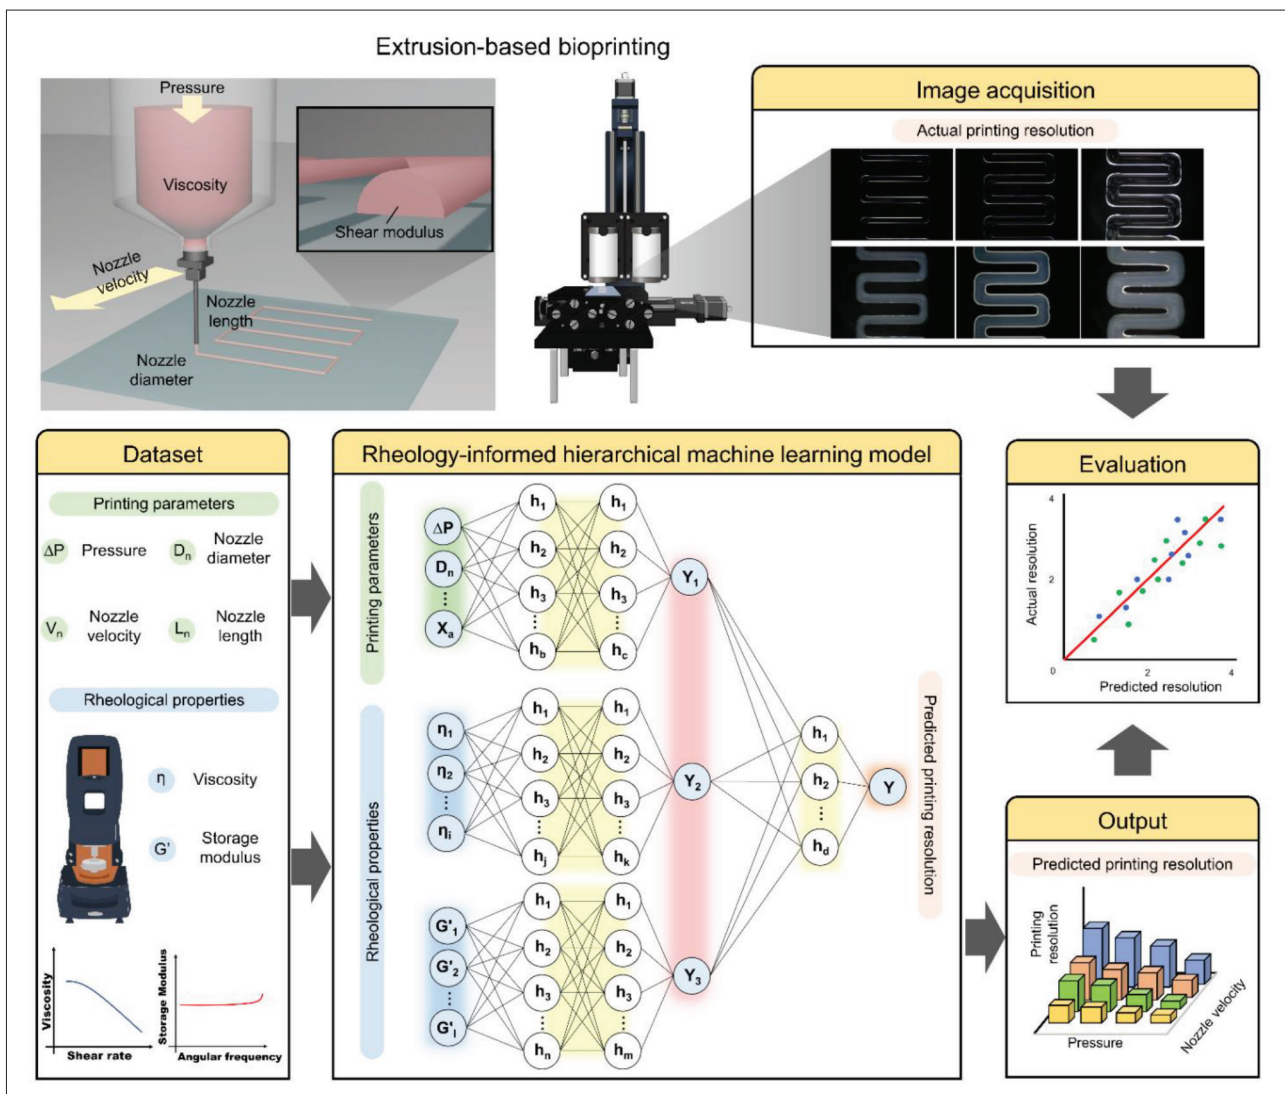 Extrusion-based bioprinting
Pressure
Viscosity
Shear modulus
Nozzle
velocity
Nozzle
length
Nozzle
diameter
Image acquisition
Actual printing resolution
Dataset
Printing parameters
ΔP Pressure
Dn Nozzle
diameter
Vn Nozzle
velocity
Ln Nozzle
length
Rheological properties
η Viscosity
G' Storage
modulus
Viscosity
Shear rate
Storage Modulus
Angular frequency
Rheology-informed hierarchical machine learning model
Printing parameters
ΔP
Dn
Xa
h1
h2
h3
hb
h1
h2
h3
hc
Y1
Rheological properties
η1
η2
ηi
h1
h2
h3
hj
h1
h2
h3
hk
Y2
G'1
G'2
G'l
h1
h2
h3
hn
h1
h2
h3
hm
Y3
h1
h2
hd
Y
Predicted printing resolution
Evaluation
Actual resolution
4
2
0
2
4
Predicted resolution
Output
Predicted printing resolution
Printing
resolution
Pressure
Nozzle velocity